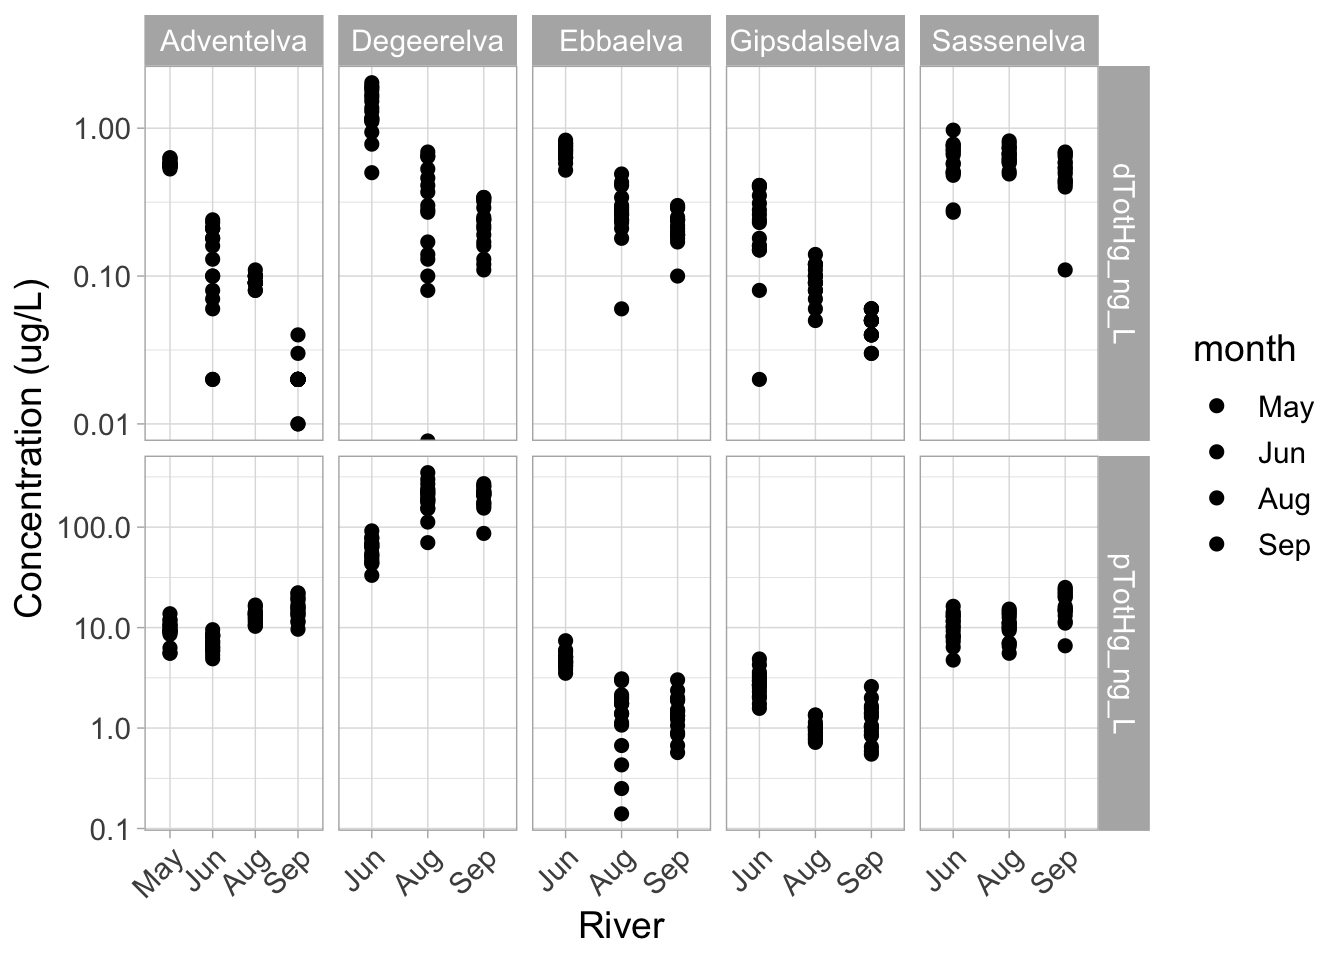 Adventelva Degeerelva Ebbaelva Gipsdalselva Sassenelva
1.00
0.10
0.01
dTotHg_ng_L
100.0
10.0
1.0
0.1
pTotHg_ng_L
Concentration (ug/L)
May Jun Aug Sep Jun Aug Sep Jun Aug Sep Jun Aug Sep Jun Aug Sep
River
month
May
Jun
Aug
Sep